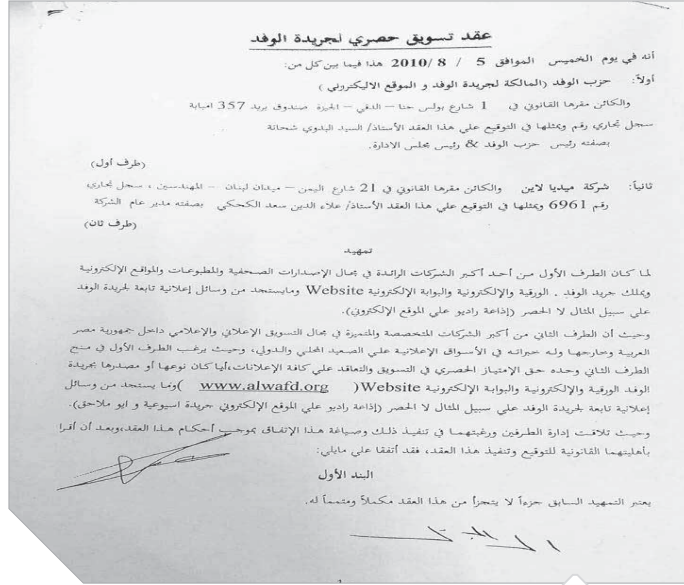 عقد تسويق حصري لجريدة الوفد
أنه في يوم الخميس الموافق 5 / 8 /2010 هذا فيما بين كل من:
أولاً: حزب الوفد (المالكة لجريدة الوفد و الموقع الاليكتروني )
والكائن مقرها القانوني في 1 شارع بولس حنا – الدقي – الجيزة صندوق بريد 357 امبابة
سجل تجاري رقم ويمثلها في التوقيع علي هذا العقد الأستاذ/ السيد البدوي شحاتة
بصفته رئيس حزب الوفد & رئيس مجلس الادارة.
(طرف أول)
ثانياً: شركة ميديا لاين والكائن مقرها القانوني في 21 شارع اليمن – ميدان لبنان – المهندسين ، سجل تجاري
رقم 6961 ويمثلها في التوقيع علي هذا العقد الأستاذ/ علاء الدين سعد الكحكي بصفته مدير عام الشركة
(طرف ثان)
تمهيد
لما كان الطرف الأول من أحد أكبر الشركات الرائدة في مجال الإصدارات الصحفية والمطبوعات والمواقع الإلكترونية
ويملك جريد الوفد . الورقية والإلكترونية والبوابة الإلكترونية Website ومايستجد من وسائل إعلانية تابعة لجريدة الوفد
علي سبيل المثال لا الحصر (إذاعة راديو علي الموقع الإلكتروني).
وحيث أن الطرف الثاني من أكبر الشركات المتخصصة والمتميزة في مجال التسويق الإعلاني والإعلامي داخل جمهورية مصر
العربية وخارجها وله خبراته في الأسواق الإعلانية علي الصعيد المحلي والدولي، وحيث يرغب الطرف الأول في منح
الطرف الثاني وحده حق الإمتياز الحصري في التسويق والتعاقد علي كافة الإعلانات،أيا كان نوعها أو مصدرها بجريدة
الوفد الورقية والإلكترونية والبوابة الإلكترونية Website ( www.alwafd.org )وما يستجد من وسائل
إعلانية تابعة لجريدة الوفد علي سبيل المثال لا الحصر (إذاعة راديو علي الموقع الإلكتروني جريدة اسبوعية و ايو ملاحق).
وحيث تلاقت إدارة الطرفين ورغبتهما في تنفيذ ذلك وصياغة هذا الإتفاق بموجب أحكام هذا العقد،وبعد أن أقرا
بأهليتهما القانونية للتوقيع وتنفيذ هذا العقد، فقد أتفقا علي مايلي:
البند الأول
يعتبر التمهيد السابق جزءاً لا يتجزأ من هذا العقد مكملاً ومتمماً له.